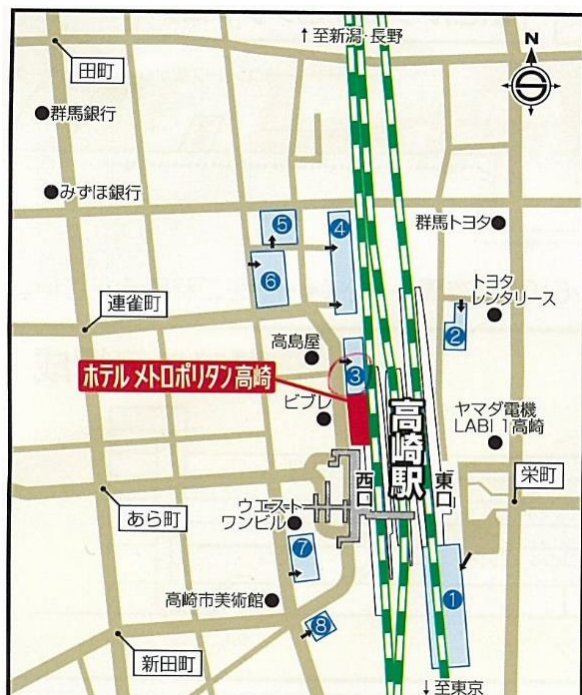 ↑至新潟・長野
N
田町
群馬銀行
みずほ銀行
⑤
④
群馬トヨタ
⑥
トヨタ
レンタリース
連雀町
②
高島屋
③
ホテル メトロポリタン高崎
ビブレ
高崎駅
ヤマダ電機
LABI 1高崎
西口
東口
栄町
あら町
ウエスト
ワンビル
⑦
①
高崎市美術館
⑧
新田町
↓至東京